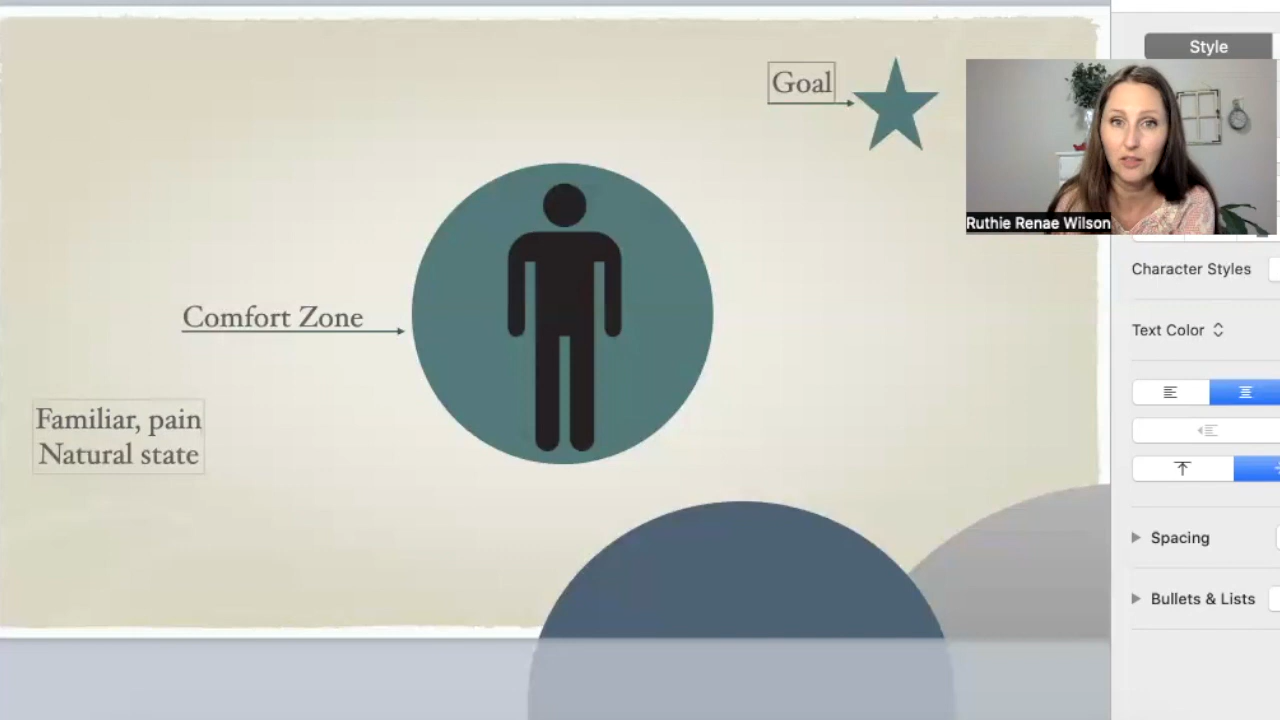 Goal
Comfort Zone
Familiar, pain
Natural state
Style
Ruthie Renae Wilson
Character Styles
Text Color
Spacing
Bullets & Lists